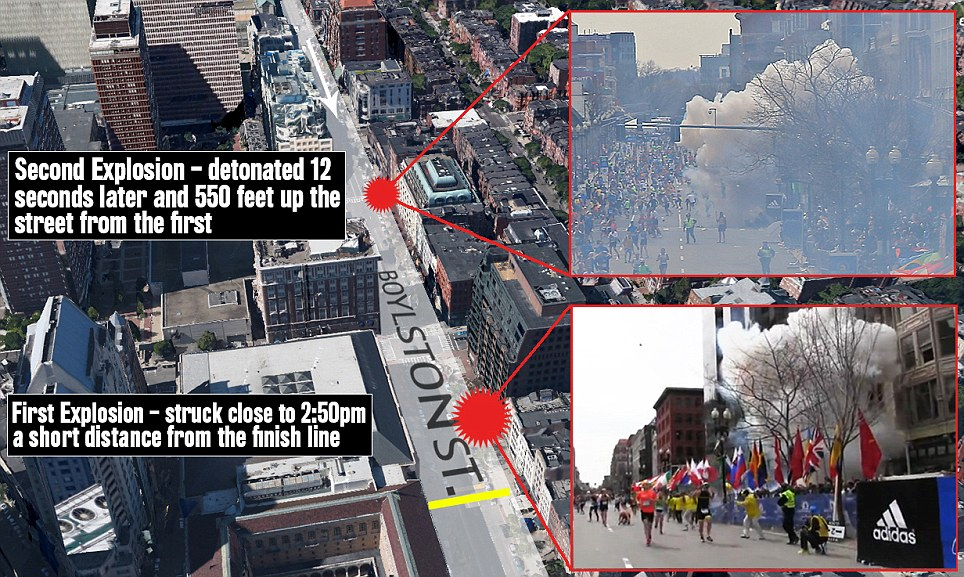 Second Explosion – detonated 12
seconds later and 550 feet up the
street from the first
BOYLSTON ST.
First Explosion – struck close to 2:50pm
a short distance from the finish line
adidas